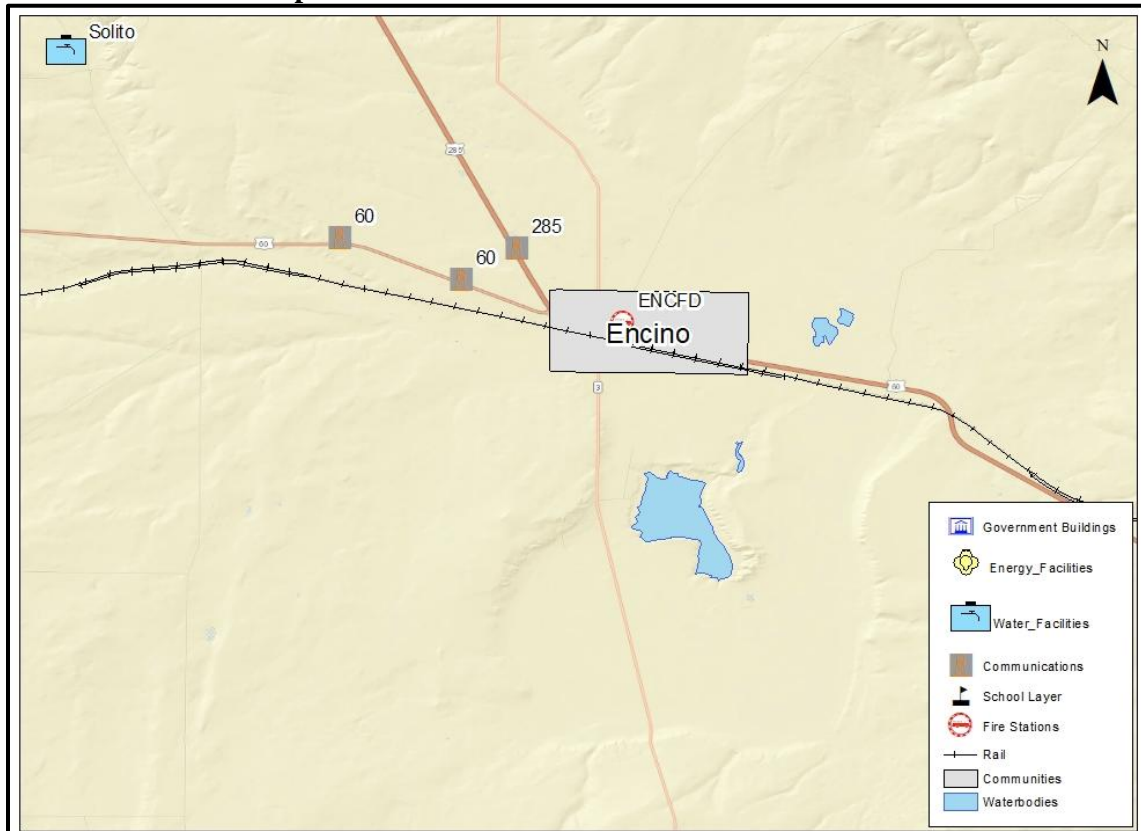 Solito
N
285
60
285
60
60
ENCFD
Encino
60
3
Government Buildings
Energy_Facilities
Water_Facilities
Communications
School Layer
Fire Stations
Rail
Communities
Waterbodies